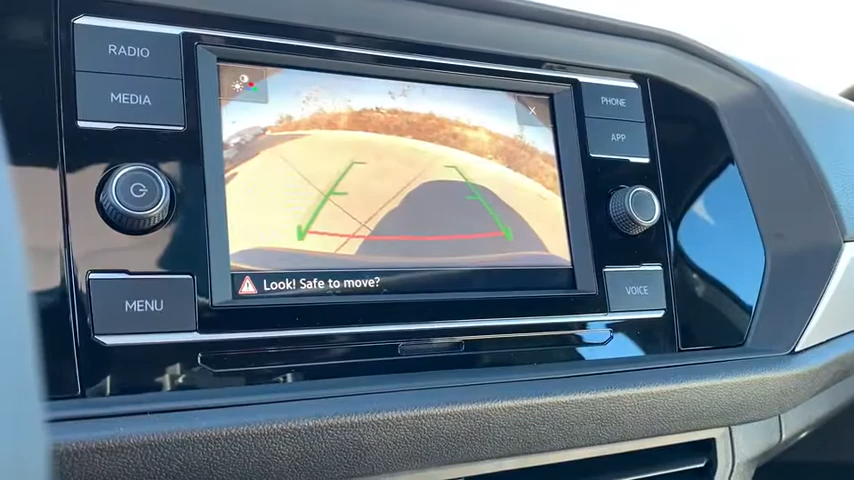 RADIO
MEDIA
MENU
Look! Safe to move?
PHONE
APP
VOICE